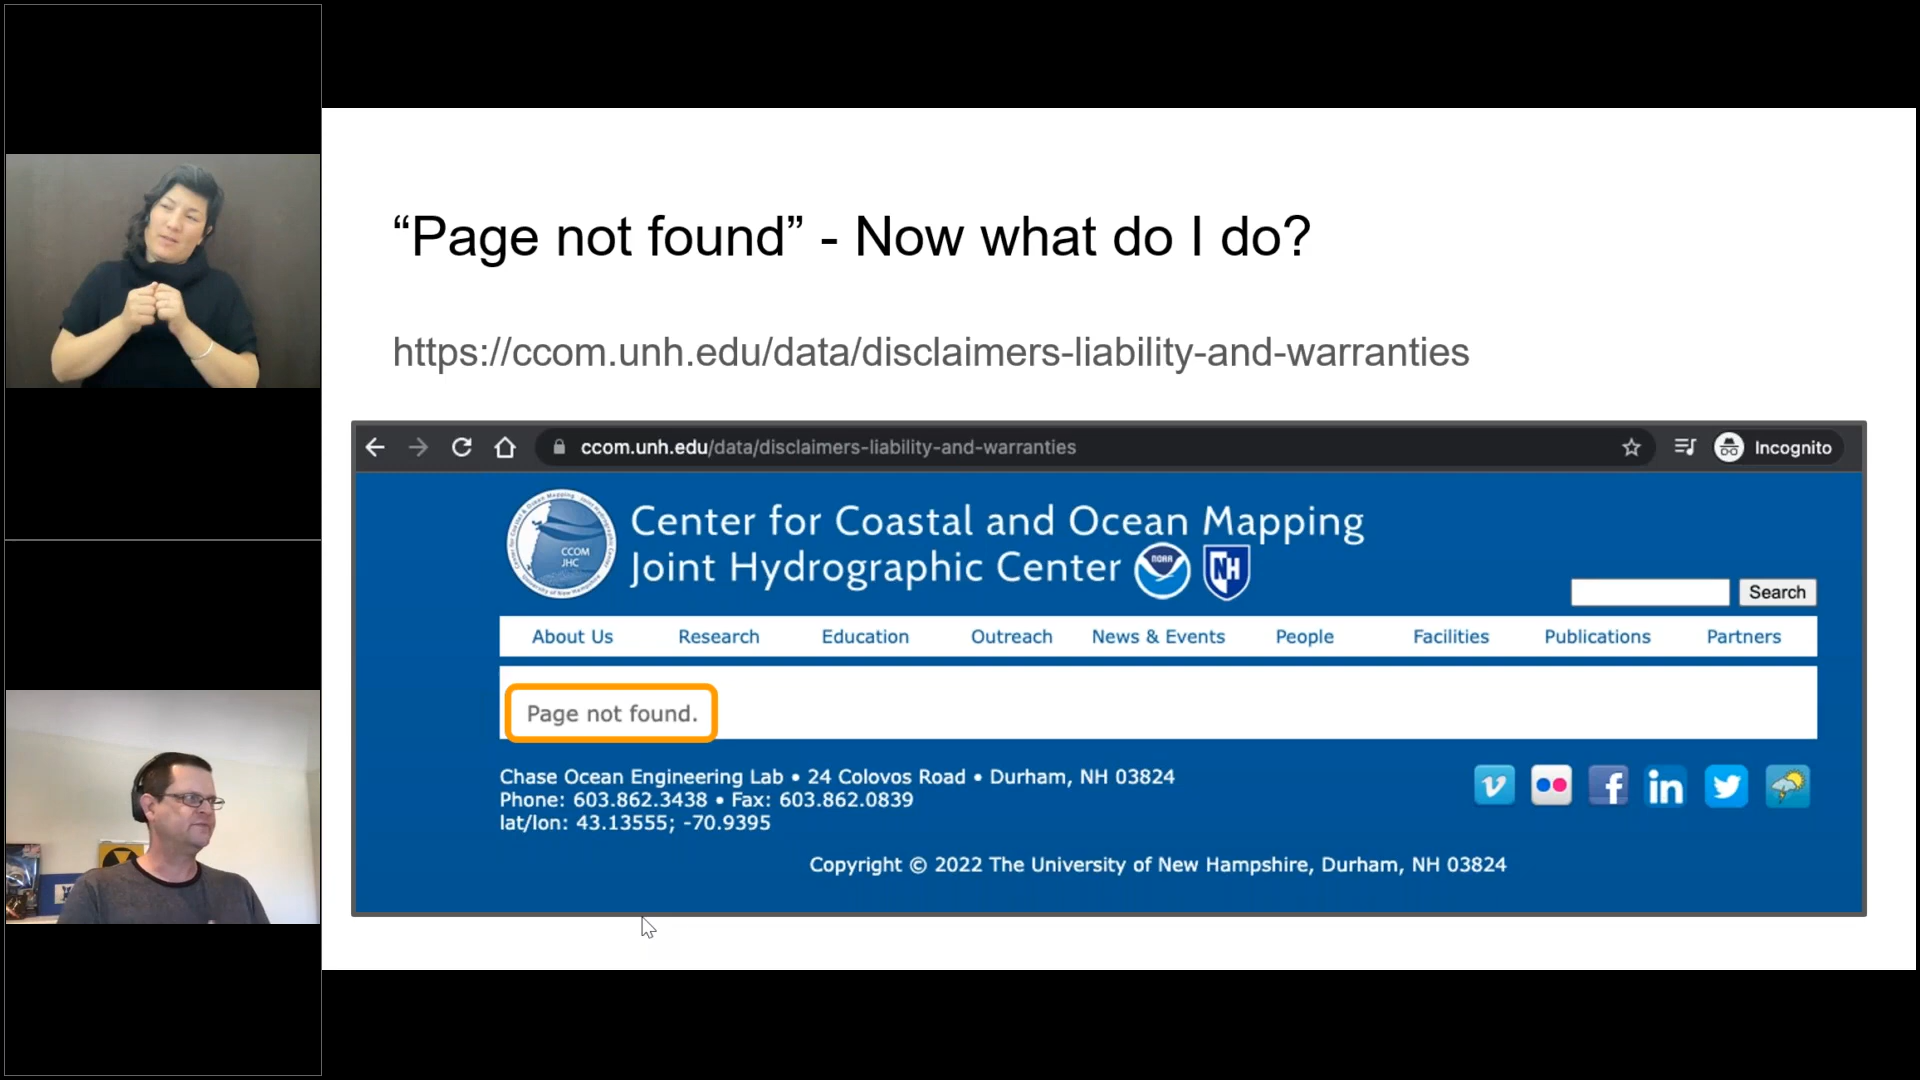 “Page not found” - Now what do I do?
https://ccom.unh.edu/data/disclaimers-liability-and-warranties
ccom.unh.edu/data/disclaimers-liability-and-warranties
Incognito
Center for Coastal and Ocean Mapping
Joint Hydrographic Center
CCOM
JHC
NOAA
NH
Search
About Us Research Education Outreach News & Events People Facilities Publications Partners
Page not found.
Chase Ocean Engineering Lab • 24 Colovos Road • Durham, NH 03824
Phone: 603.862.3438 • Fax: 603.862.0839
lat/lon: 43.13555; -70.9395
Copyright © 2022 The University of New Hampshire, Durham, NH 03824